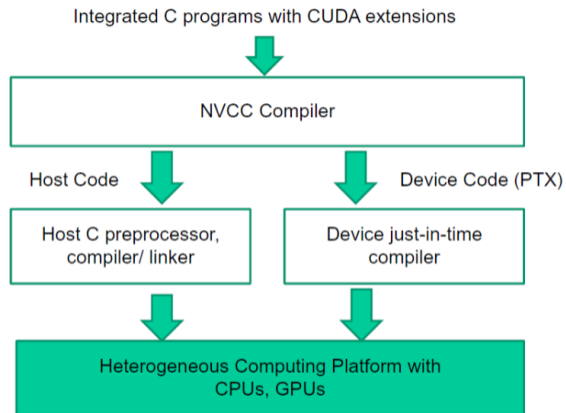 Integrated C programs with CUDA extensions
NVCC Compiler
Host Code
Device Code (PTX)
Host C preprocessor,
compiler/ linker
Device just-in-time
compiler
Heterogeneous Computing Platform with
CPUs, GPUs